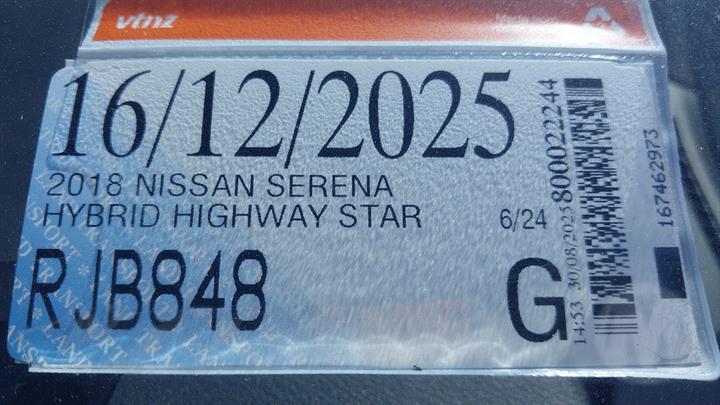 vtnz
16/12/2025
2018 NISSAN SERENA
HYBRID HIGHWAY STAR
6/24
RJB848
G
14:53 30/08/2025 800022244
167462973